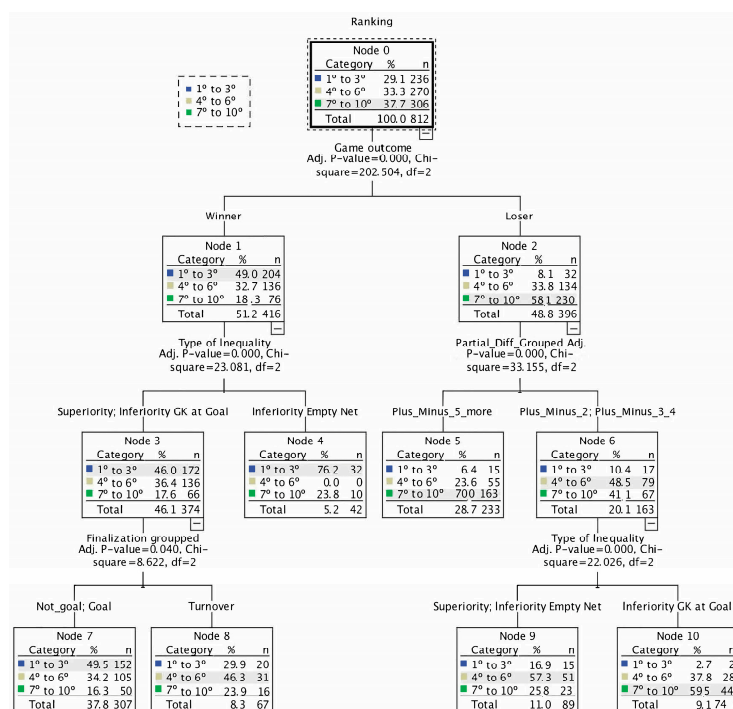 Ranking
Node 0
Category % n
1º to 3º 29.1 236
4º to 6º 33.3 270
7º to 10º 37.7 306
Total 100.0 812
1º to 3º
4º to 6º
7º to 10º
Game outcome
Adj. P-value=0.000, Chi-
square=202.504, df=2
Winner
Loser
Node 1
Category % n
1º to 3º 49.0 204
4º to 6º 32.7 136
7º to 10º 18.3 76
Total 51.2 416
Node 2
Category % n
1º to 3º 8.1 32
4º to 6º 33.8 134
7º to 10º 58.1 230
Total 48.8 396
Type of Inequality
Adj. P-value=0.000, Chi-
square=23.081, df=2
Partial_Diff_Grouped Adj.
P-value=0.000, Chi-
square=33.155, df=2
Superiority; Inferiority GK at Goal
Inferiority Empty Net
Plus_Minus_5_more
Plus_Minus_2; Plus_Minus_3_4
Node 3
Category % n
1º to 3º 46.0 172
4º to 6º 36.4 136
7º to 10º 17.6 66
Total 46.1 374
Node 4
Category % n
1º to 3º 76.2 32
4º to 6º 0.0 0
7º to 10º 23.8 10
Total 5.2 42
Node 5
Category % n
1º to 3º 6.4 15
4º to 6º 23.6 55
7º to 10º 70.0 163
Total 28.7 233
Node 6
Category % n
1º to 3º 10.4 17
4º to 6º 48.5 79
7º to 10º 41.1 67
Total 20.1 163
Finalization groupped
Adj. P-value=0.040, Chi-
square=8.622, df=2
Type of Inequality
Adj. P-value=0.000, Chi-
square=22.026, df=2
Not_goal; Goal
Turnover
Superiority; Inferiority Empty Net
Inferiority GK at Goal
Node 7
Category % n
1º to 3º 49.5 152
4º to 6º 34.2 105
7º to 10º 16.3 50
Total 37.8 307
Node 8
Category % n
1º to 3º 29.9 20
4º to 6º 46.3 31
7º to 10º 23.9 16
Total 8.3 67
Node 9
Category % n
1º to 3º 16.9 15
4º to 6º 57.3 51
7º to 10º 25.8 23
Total 11.0 89
Node 10
Category % n
1º to 3º 2.7 2
4º to 6º 37.8 28
7º to 10º 59.5 44
Total 9.1 74